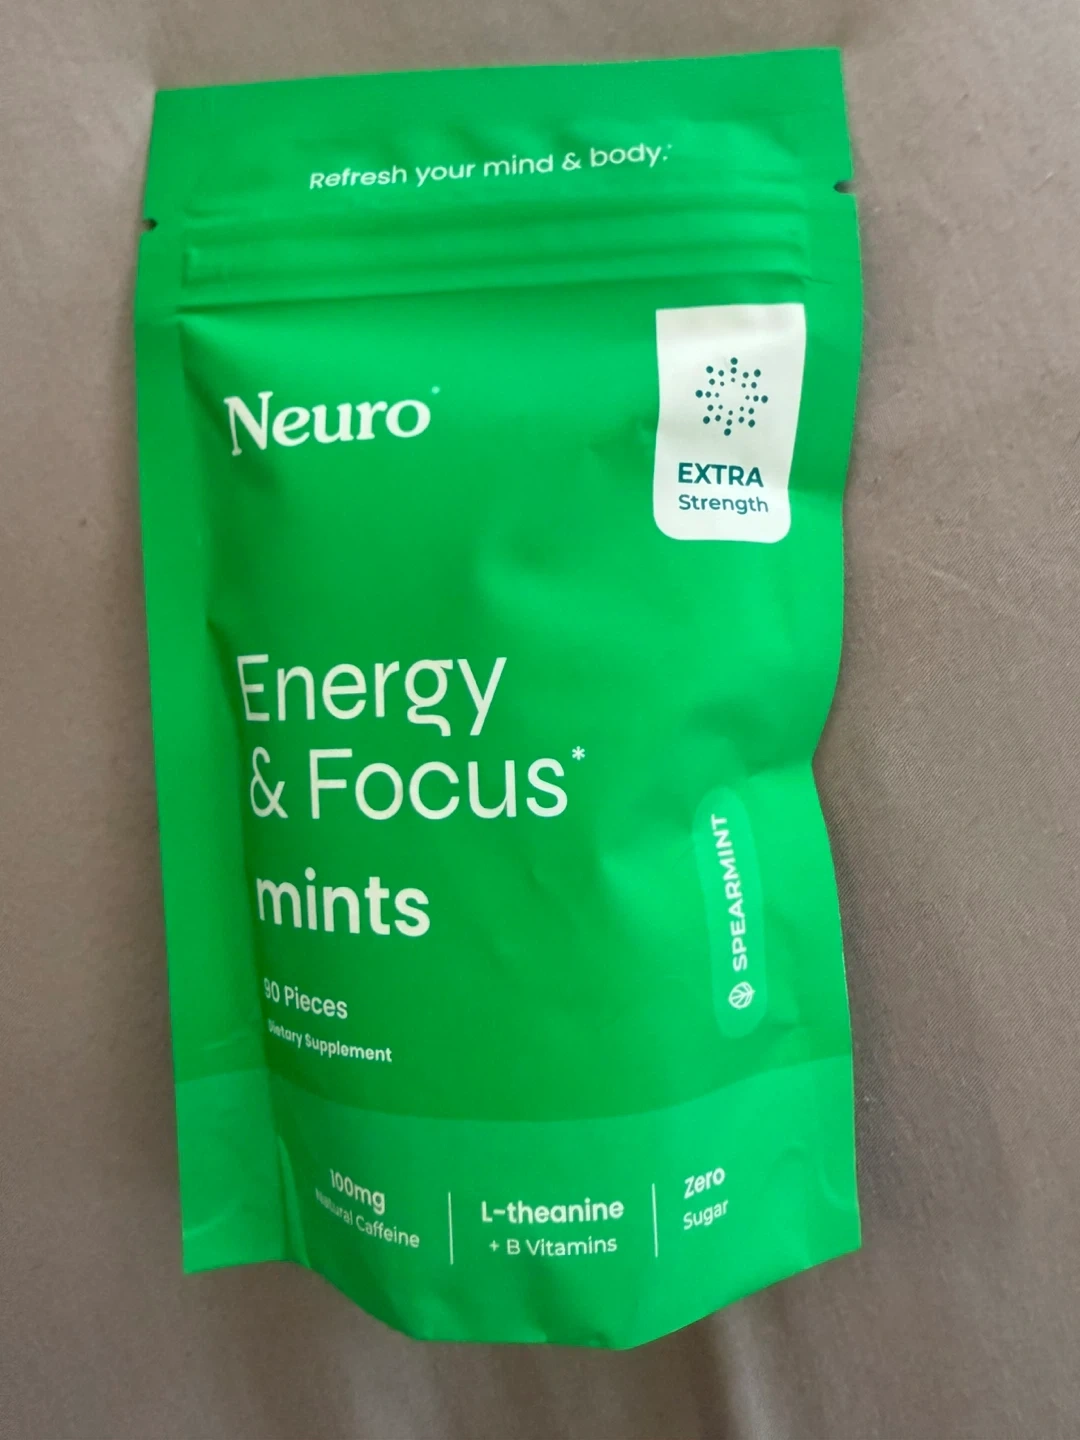 Refresh your mind & body.*
Neuro®
EXTRA
Strength
Energy
& Focus*
mints
SPEARMINT
90 Pieces
Dietary Supplement
100mg
Natural Caffeine
L-theanine
+ B Vitamins
Zero
Sugar